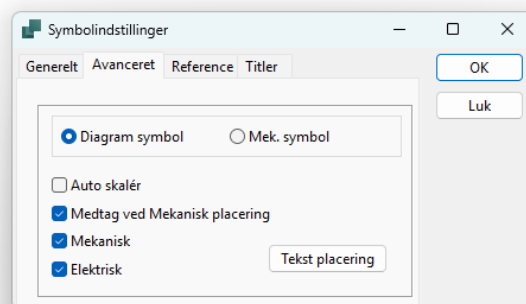 Symbolindstillinger
Generelt Avanceret Reference Titler
OK
Luk
Diagram symbol Mek. symbol
Auto skalér
Medtag ved Mekanisk placering
Mekanisk
Elektrisk
Tekst placering